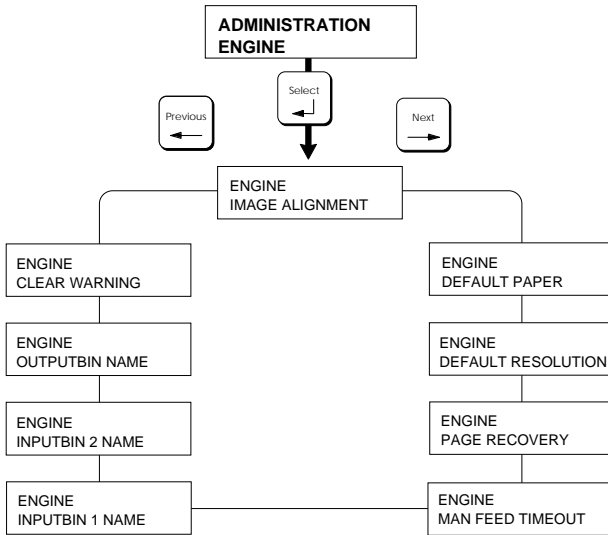 ADMINISTRATION
ENGINE
Select
Previous
Next
ENGINE
IMAGE ALIGNMENT
ENGINE
CLEAR WARNING
ENGINE
DEFAULT PAPER
ENGINE
OUTPUTBIN NAME
ENGINE
DEFAULT RESOLUTION
ENGINE
INPUTBIN 2 NAME
ENGINE
PAGE RECOVERY
ENGINE
INPUTBIN 1 NAME
ENGINE
MAN FEED TIMEOUT